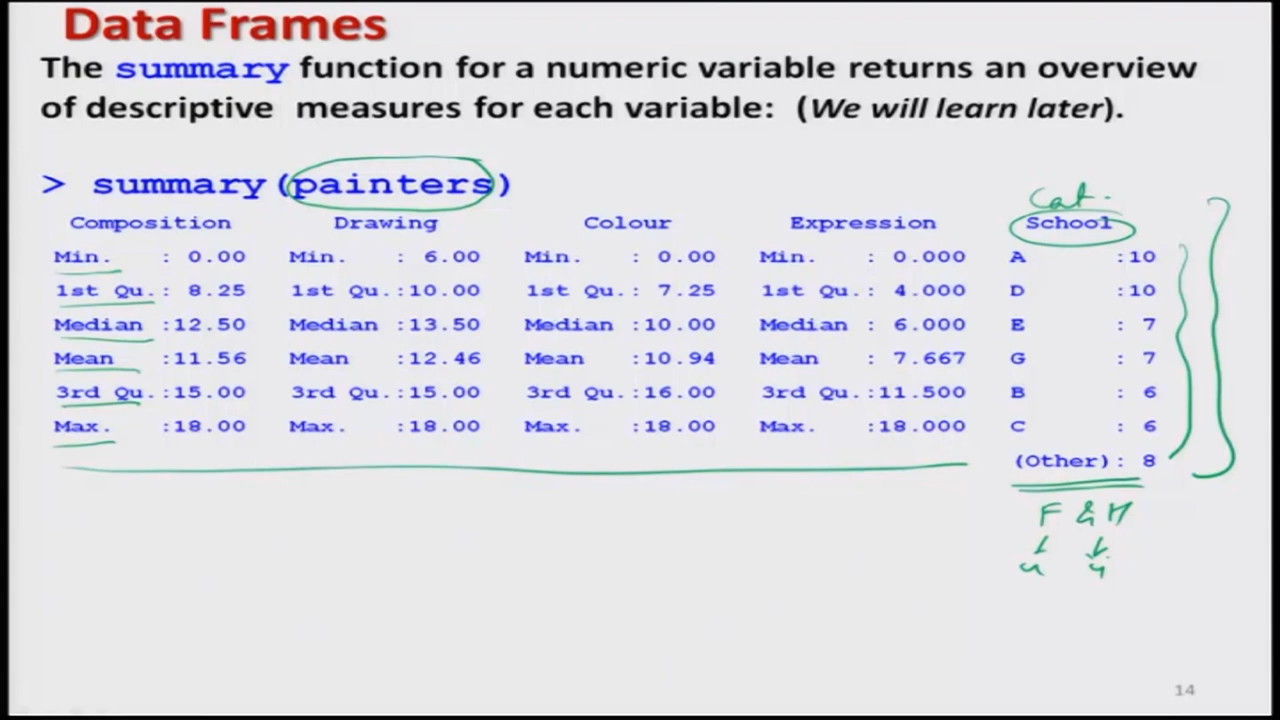 Data Frames
The summary function for a numeric variable returns an overview
of descriptive measures for each variable: (We will learn later).
> summary(painters)
cat.
Composition Drawing Colour Expression School
Min. : 0.00 Min. : 6.00 Min. : 0.00 Min. : 0.000 A :10
1st Qu.: 8.25 1st Qu.:10.00 1st Qu.: 7.25 1st Qu.: 4.000 D :10
Median :12.50 Median :13.50 Median :10.00 Median : 6.000 E : 7
Mean :11.56 Mean :12.46 Mean :10.94 Mean : 7.667 G : 7
3rd Qu.:15.00 3rd Qu.:15.00 3rd Qu.:16.00 3rd Qu.:11.500 B : 6
Max. :18.00 Max. :18.00 Max. :18.00 Max. :18.000 C : 6
(Other): 8
F & H
14